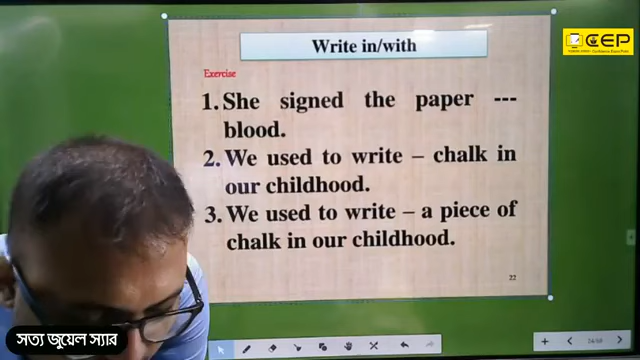 Write in/with
CEP
Exercise
1. She signed the paper ---
blood.
2. We used to write – chalk in
our childhood.
3. We used to write – a piece of
chalk in our childhood.
22
সত্য জুয়েল স্যার